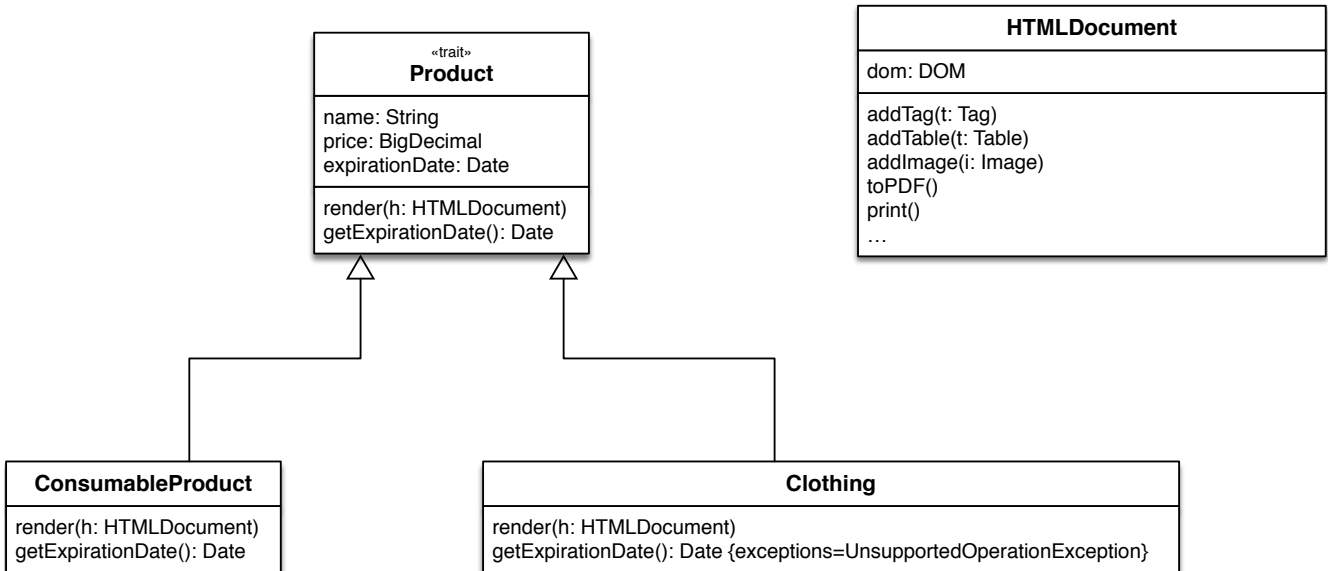 «trait»
Product
name: String
price: BigDecimal
expirationDate: Date
render(h: HTMLDocument)
getExpirationDate(): Date
HTMLDocument
dom: DOM
addTag(t: Tag)
addTable(t: Table)
addImage(i: Image)
toPDF()
print()
…
ConsumableProduct
render(h: HTMLDocument)
getExpirationDate(): Date
Clothing
render(h: HTMLDocument)
getExpirationDate(): Date {exceptions=UnsupportedOperationException}